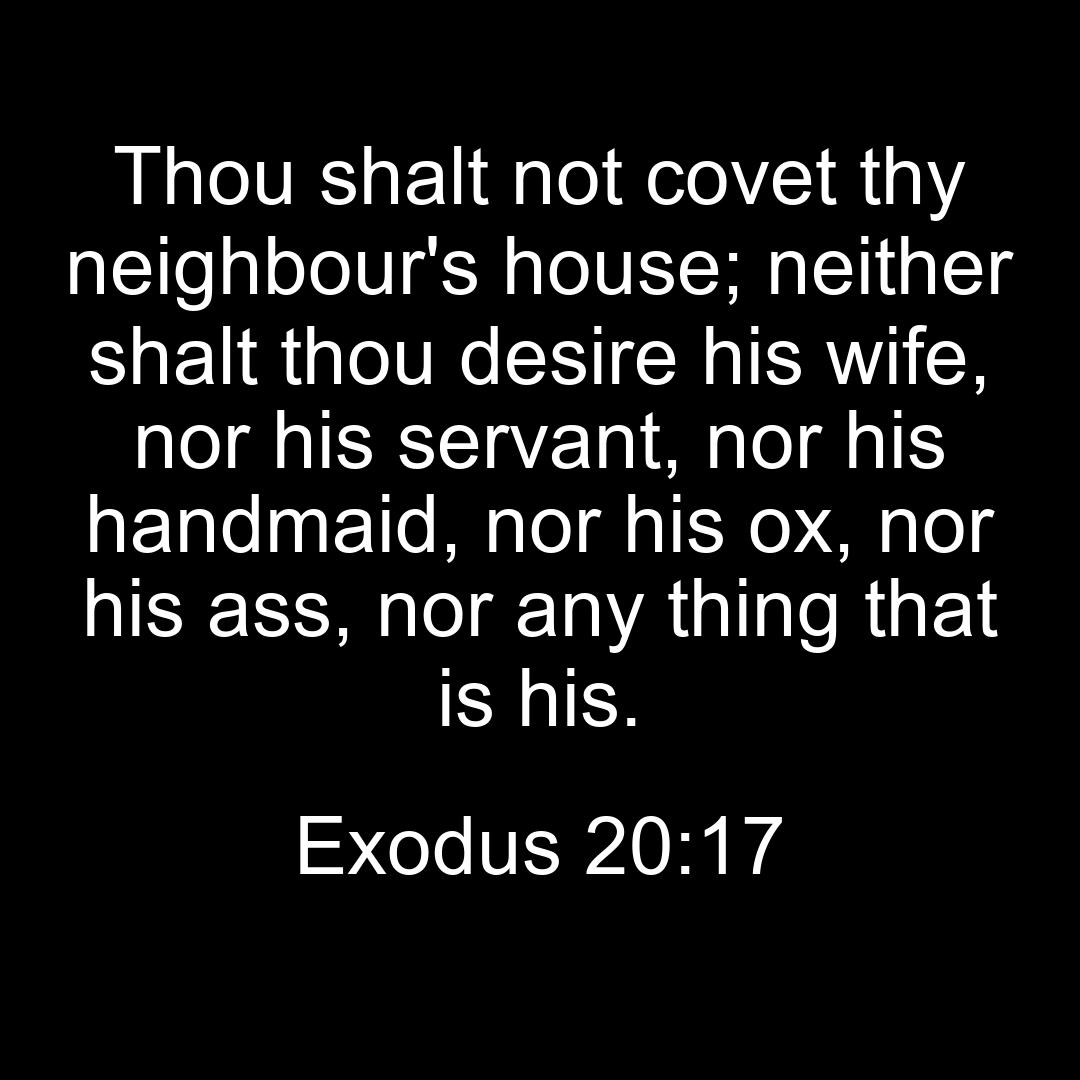 Thou shalt not covet thy
neighbour's house; neither
shalt thou desire his wife,
nor his servant, nor his
handmaid, nor his ox, nor
his ass, nor any thing that
is his.
Exodus 20:17